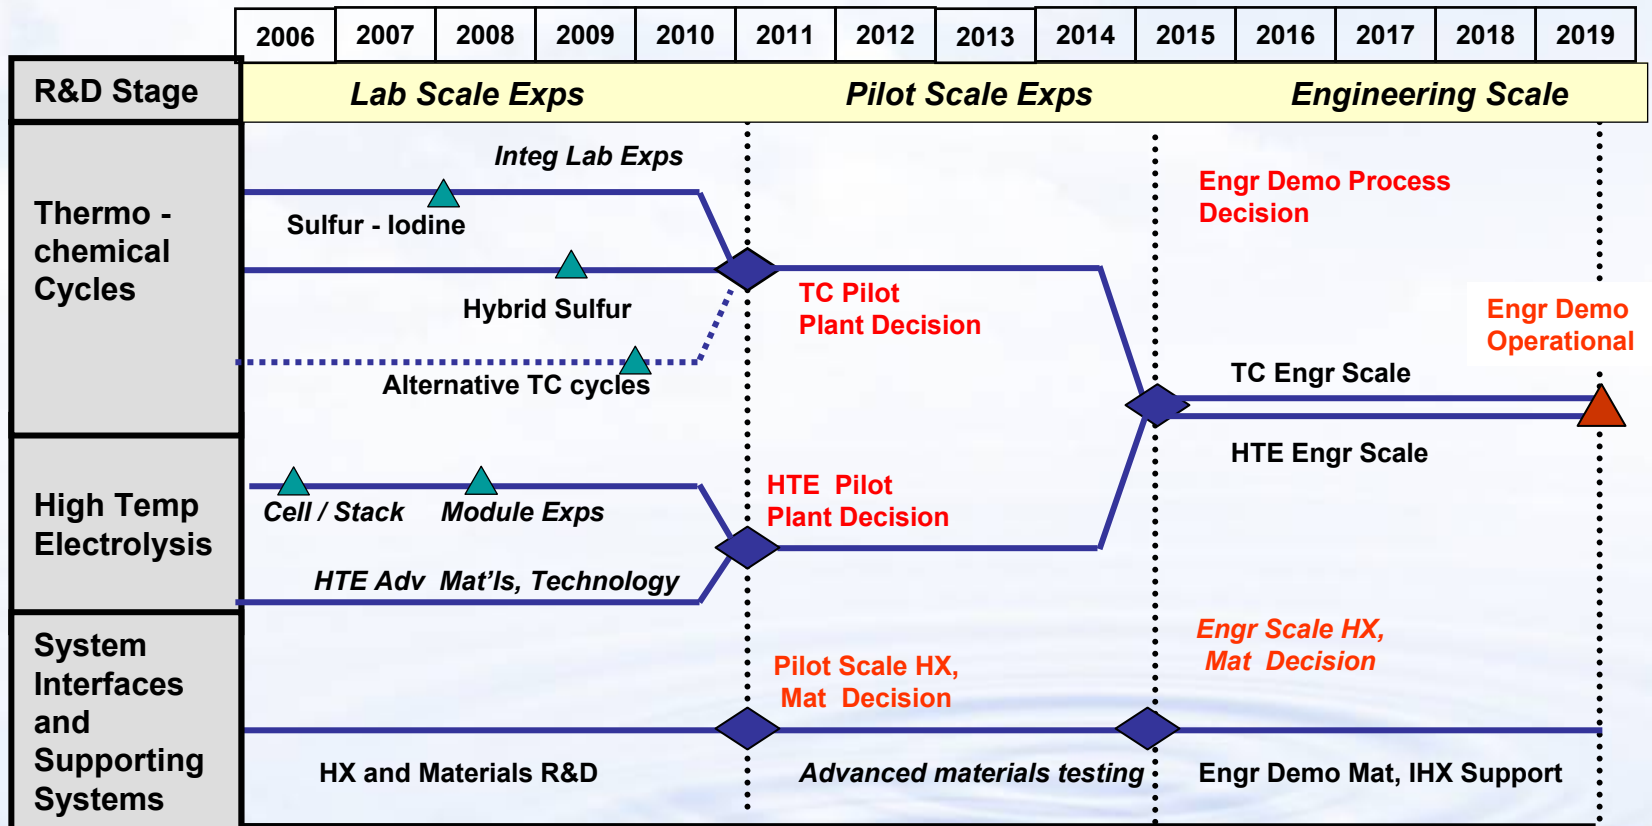 2006 2007 2008 2009 2010 2011 2012 2013 2014 2015 2016 2017 2018 2019
R&D Stage
Lab Scale Exps
Pilot Scale Exps
Engineering Scale
Thermo -
chemical
Cycles
Integ Lab Exps
Sulfur - Iodine
Hybrid Sulfur
Alternative TC cycles
TC Pilot
Plant Decision
Engr Demo Process
Decision
Engr Demo
Operational
TC Engr Scale
HTE Engr Scale
High Temp
Electrolysis
Cell / Stack
Module Exps
HTE Adv Mat'ls, Technology
HTE Pilot
Plant Decision
System
Interfaces
and
Supporting
Systems
Pilot Scale HX,
Mat Decision
Engr Scale HX,
Mat Decision
HX and Materials R&D
Advanced materials testing
Engr Demo Mat, IHX Support